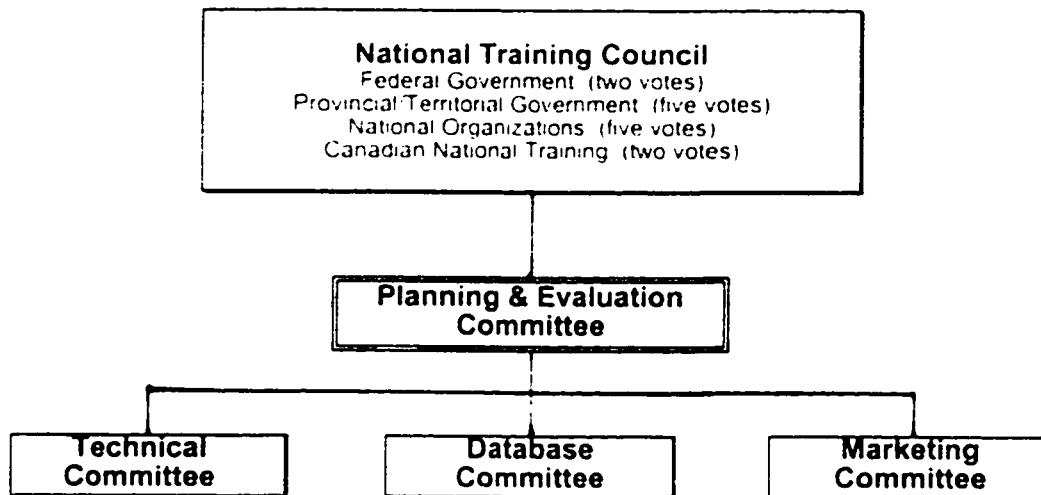 National Training Council
Federal Government (two votes)
Provincial Territorial Government (five votes)
National Organizations (five votes)
Canadian National Training (two votes)
Planning & Evaluation
Committee
Technical
Committee
Database
Committee
Marketing
Committee